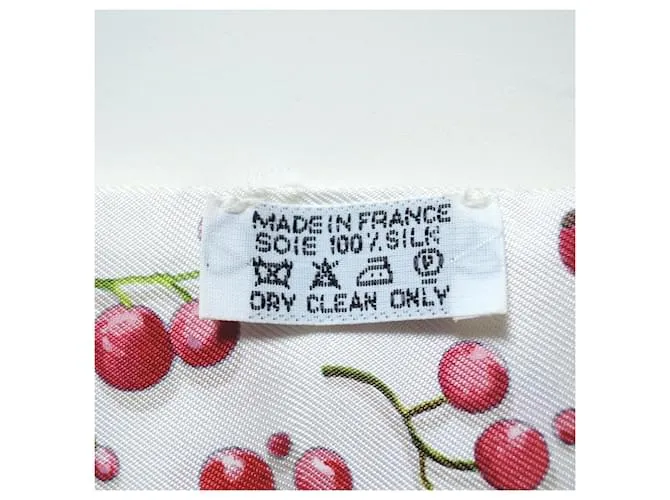 MADE IN FRANCE
SOIE 100% SILK
P
DRY CLEAN ONLY